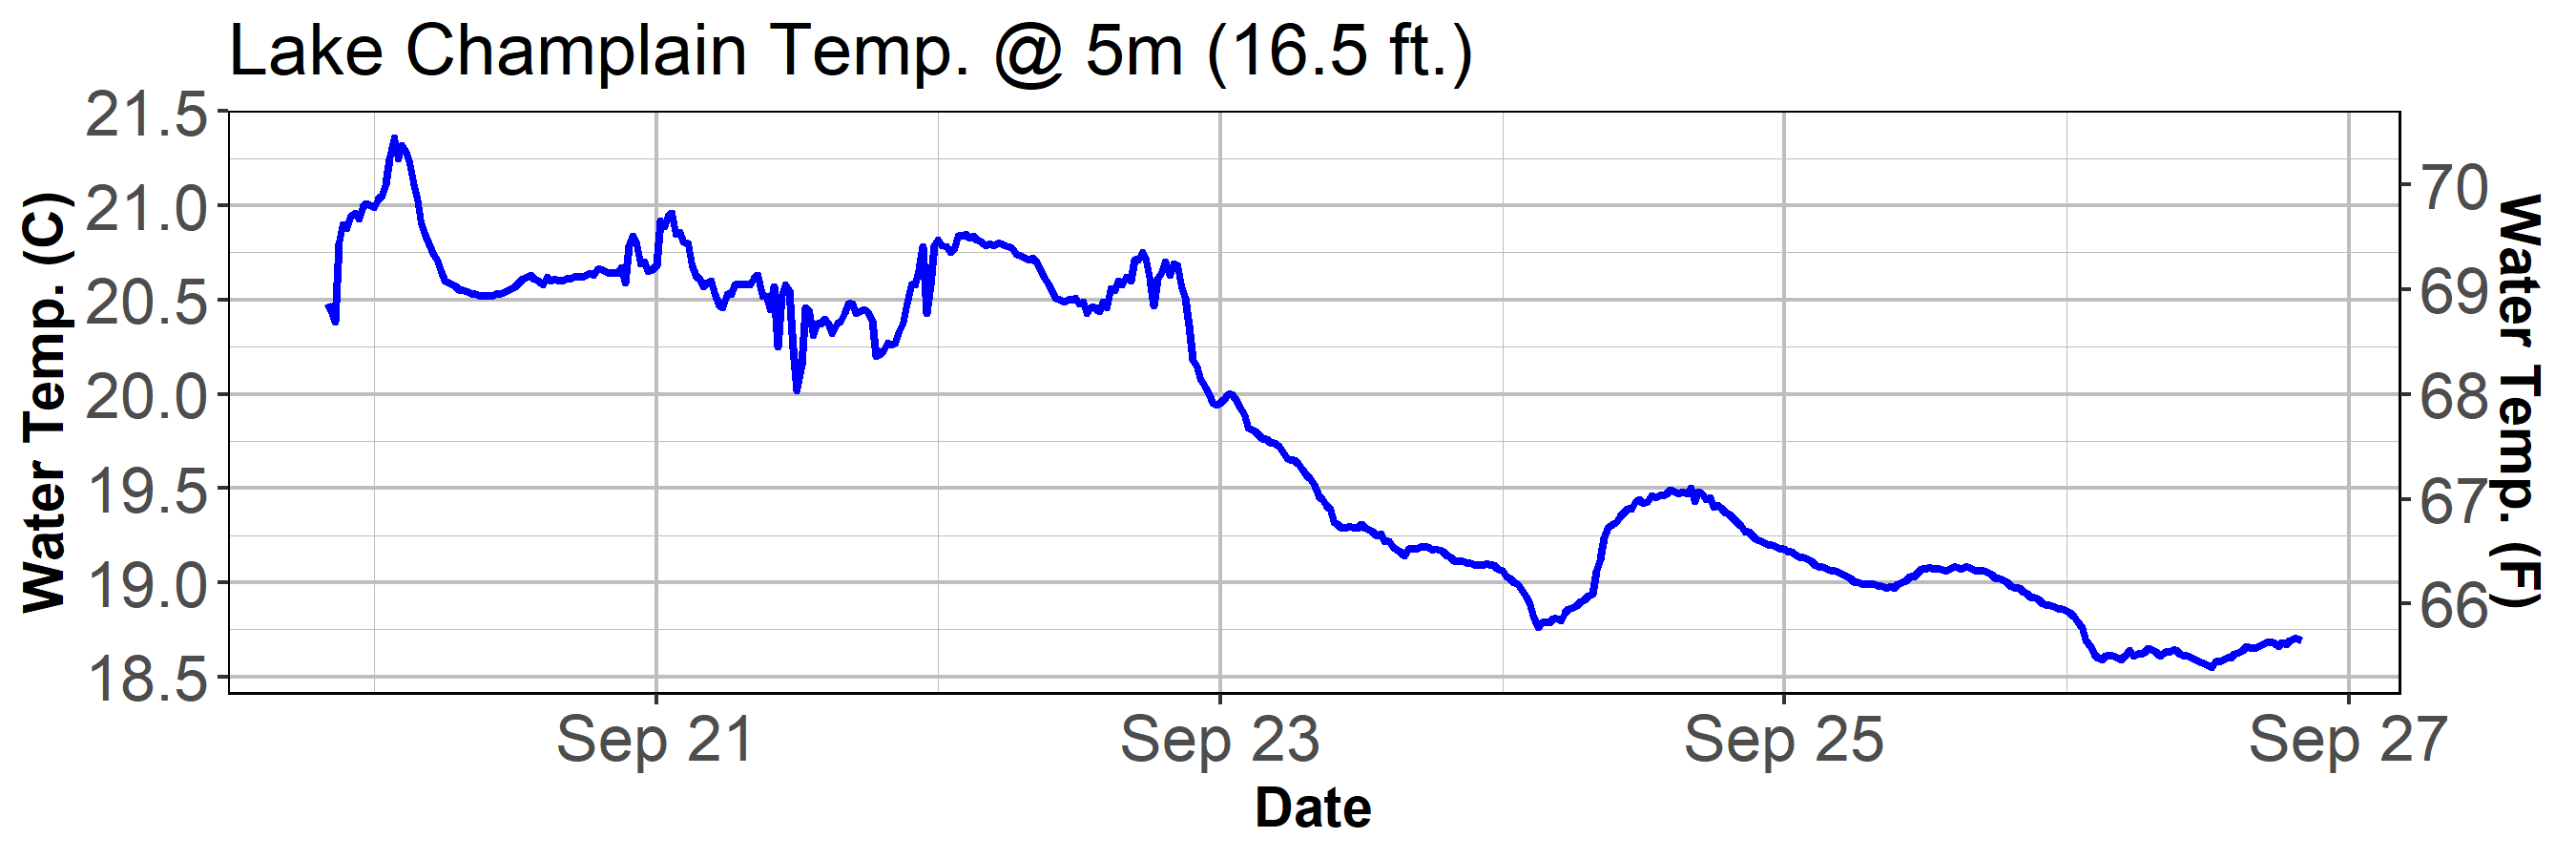 Lake Champlain Temp. @ 5m (16.5 ft.)
21.5
21.0
20.5
20.0
19.5
19.0
18.5
Water Temp. (C)
70
69
68
67
66
Water Temp. (F)
Sep 21
Sep 23
Sep 25
Sep 27
Date